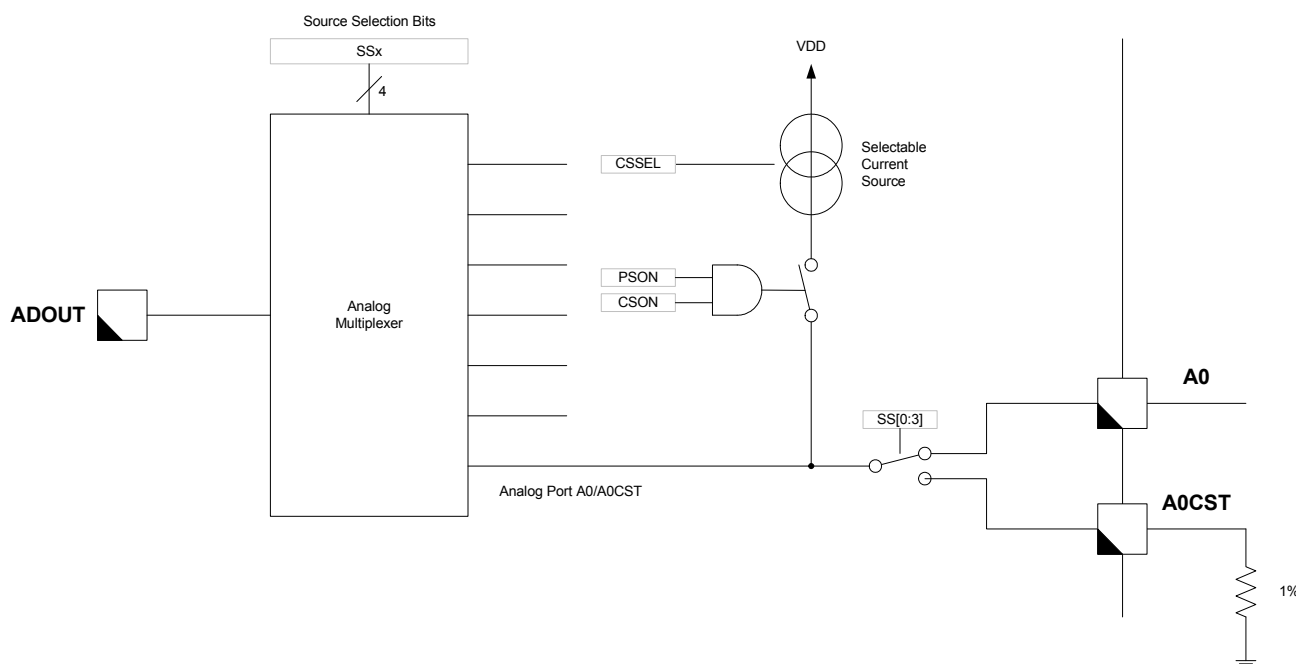 Source Selection Bits
SSx
4
VDD
CSSEL
Selectable
Current
Source
PSON
CSON
ADOUT
Analog
Multiplexer
A0
SS[0:3]
Analog Port A0/A0CST
A0CST
1%